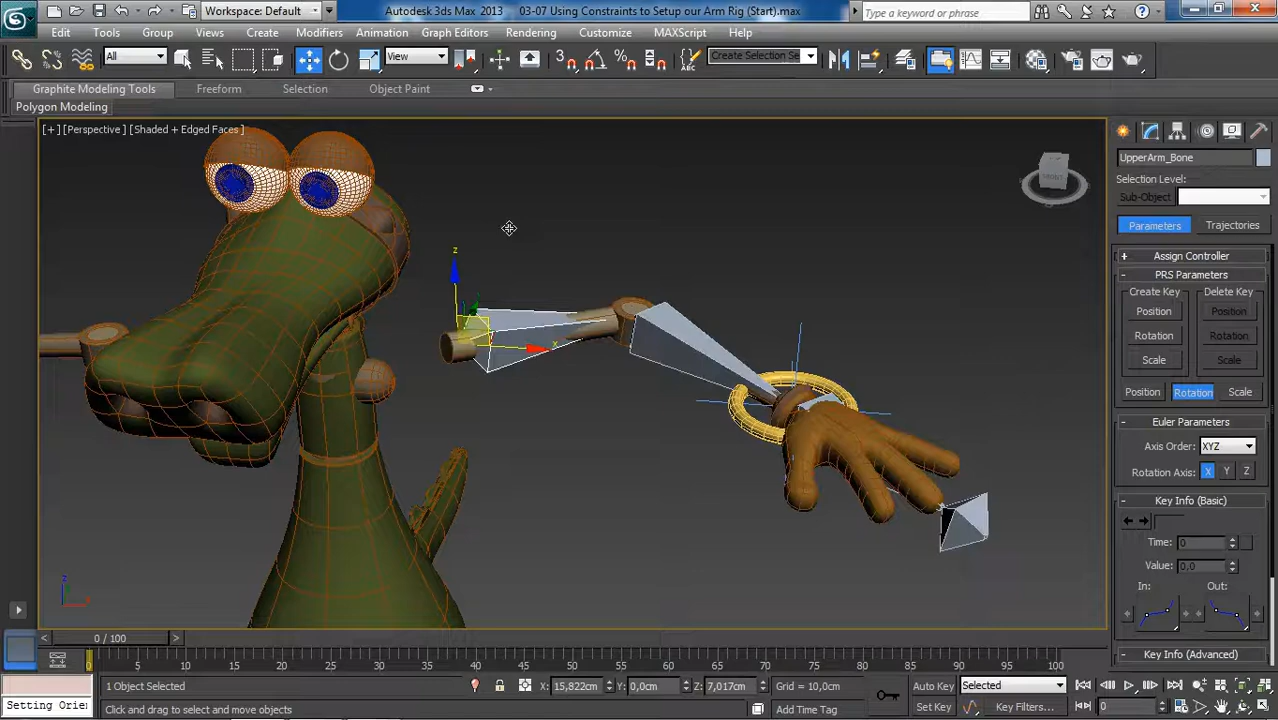 Workspace: Default
Autodesk 3ds Max 2013 03-07 Using Constraints to Setup our Arm Rig (Start).max
Type a keyword or phrase
Edit Tools Group Views Create Modifiers Animation Graph Editors Rendering Customize MAXScript Help
All View Create Selection Se
Graphite Modeling Tools Freeform Selection Object Paint
Polygon Modeling
[+] [Perspective] [Shaded + Edged Faces]
z
x
z
x
UpperArm_Bone
Selection Level:
Sub-Object
Parameters Trajectories
+ Assign Controller
- PRS Parameters
Create Key Delete Key
Position Position
Rotation Rotation
Scale Scale
Position Rotation Scale
- Euler Parameters
Axis Order: XYZ
Rotation Axis: X Y Z
- Key Info (Basic)
Time: 0
Value: 0,0
In: Out:
+ Key Info (Advanced)
< 0 / 100 >
0 5 10 15 20 25 30 35 40 45 50 55 60 65 70 75 80 85 90 95 100
1 Object Selected X: 15,822cm Y: 0,0cm Z: 7,017cm Grid = 10,0cm Auto Key Selected
Setting Orie Click and drag to select and move objects Add Time Tag Set Key Key Filters... 0